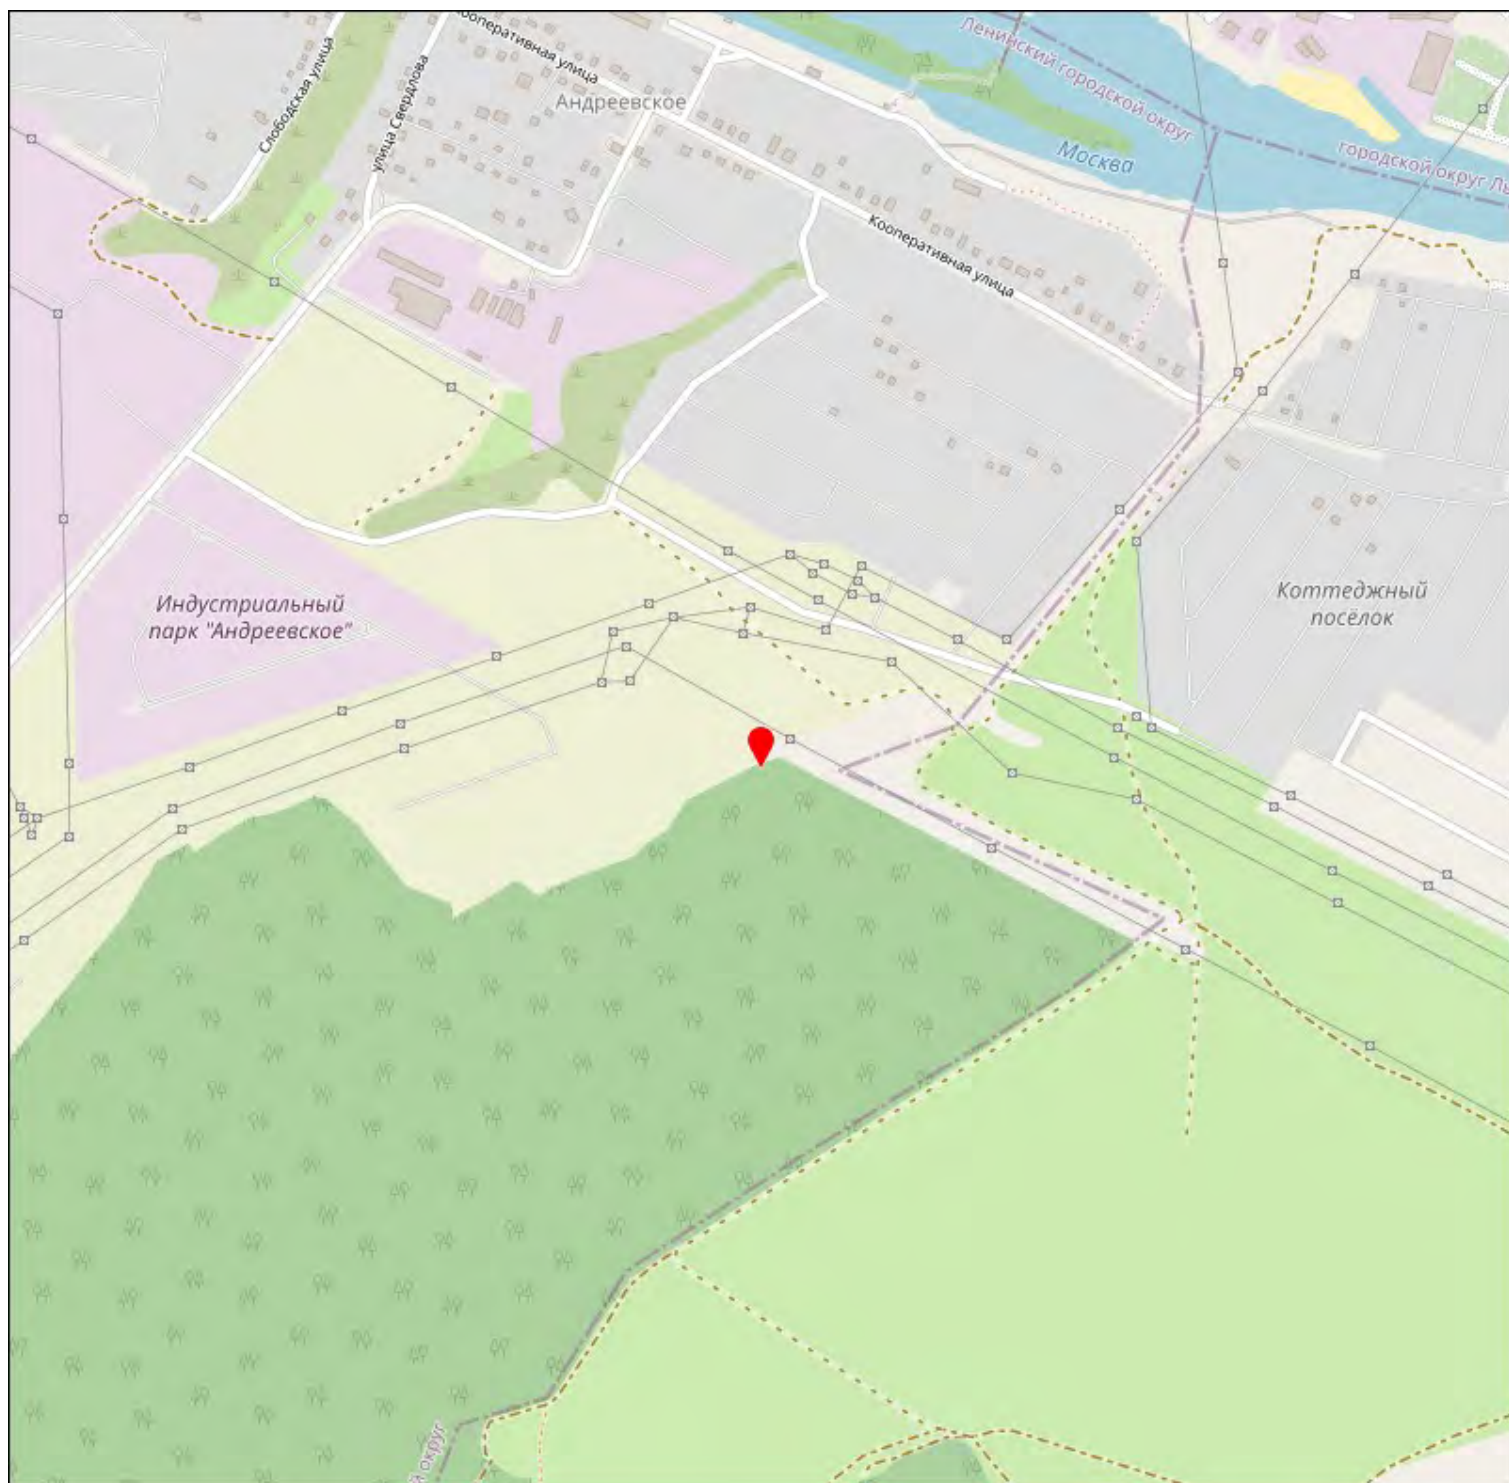 Кооперативная улица
Ленинский городской округ
Слободская улица
улица Свердлова
Андреевское
Москва
городской округ
Кооперативная улица
Индустриальный
парк "Андреевское"
Коттеджный
посёлок
округ